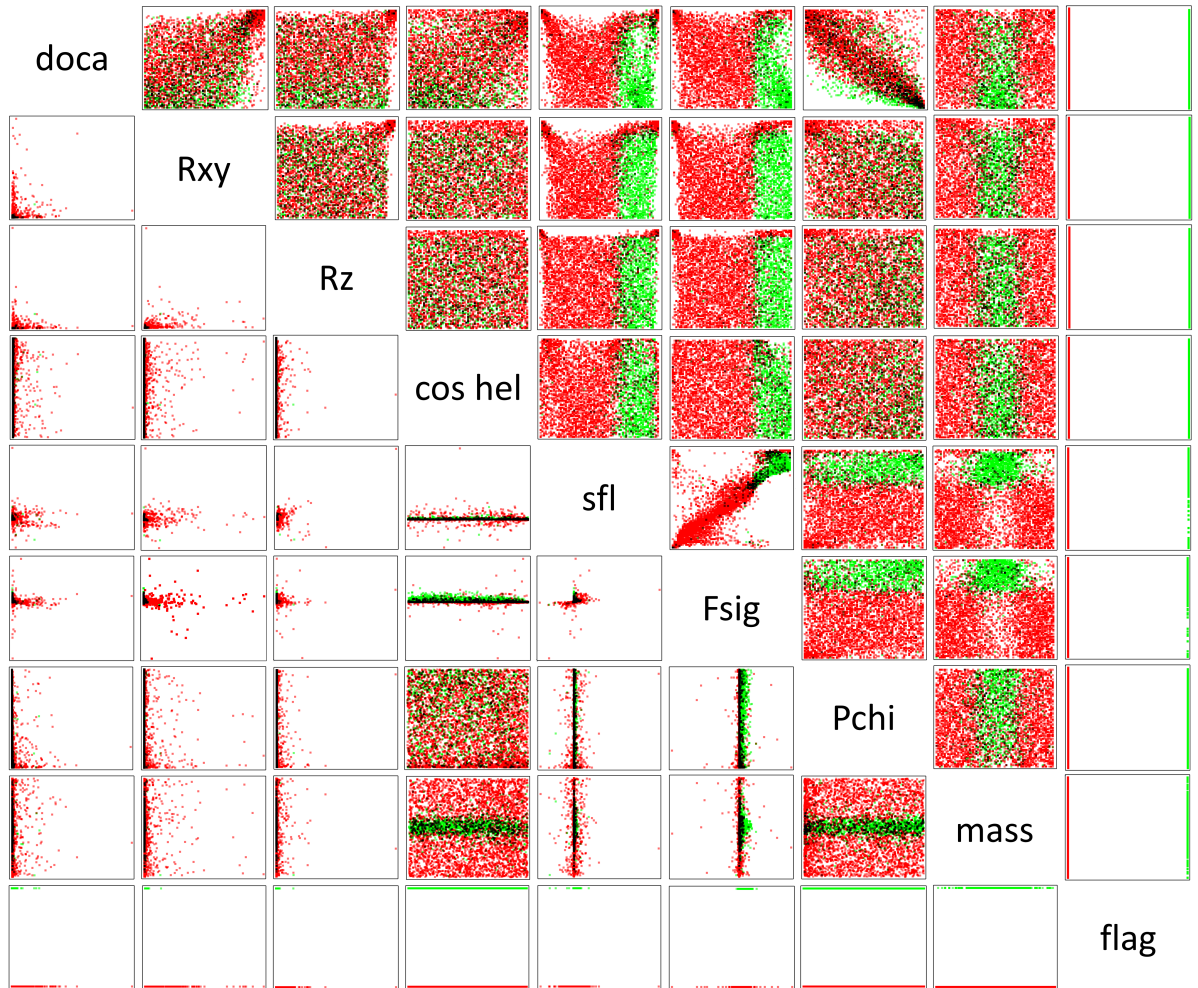 doca
Rxy
Rz
cos hel
sfl
Fsig
Pchi
mass
flag